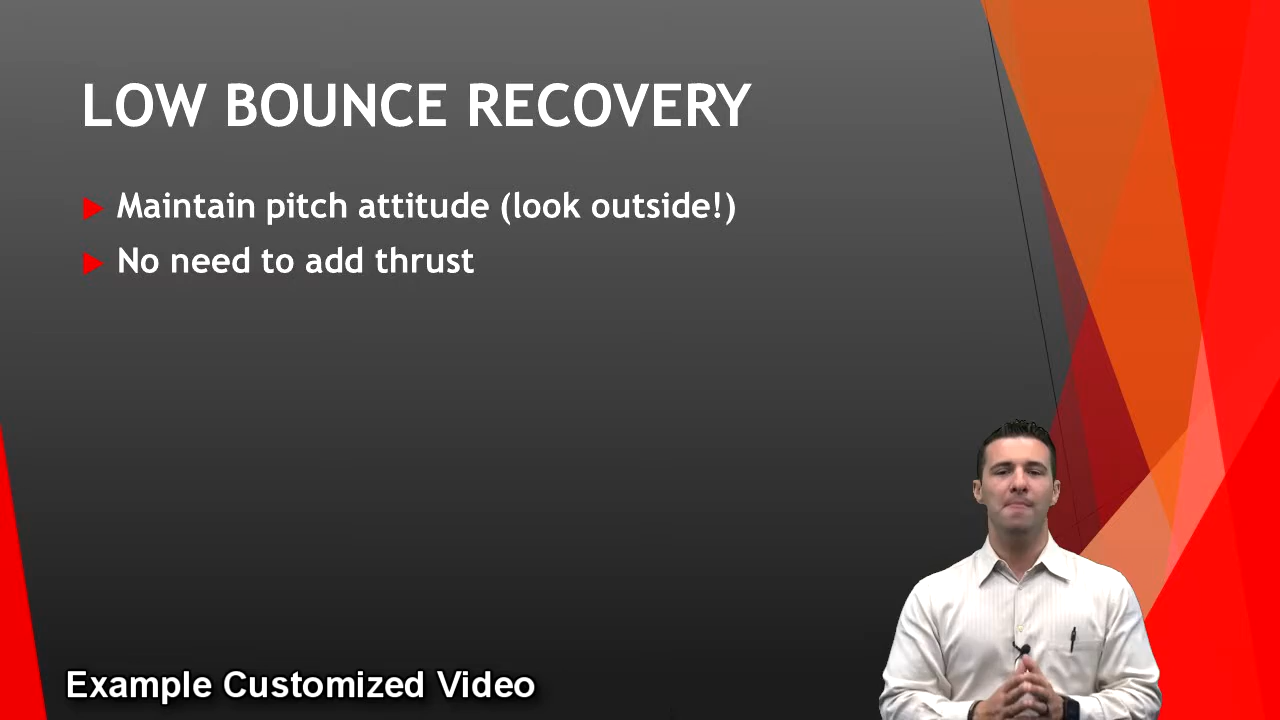 LOW BOUNCE RECOVERY
Maintain pitch attitude (look outside!)
No need to add thrust
Example Customized Video